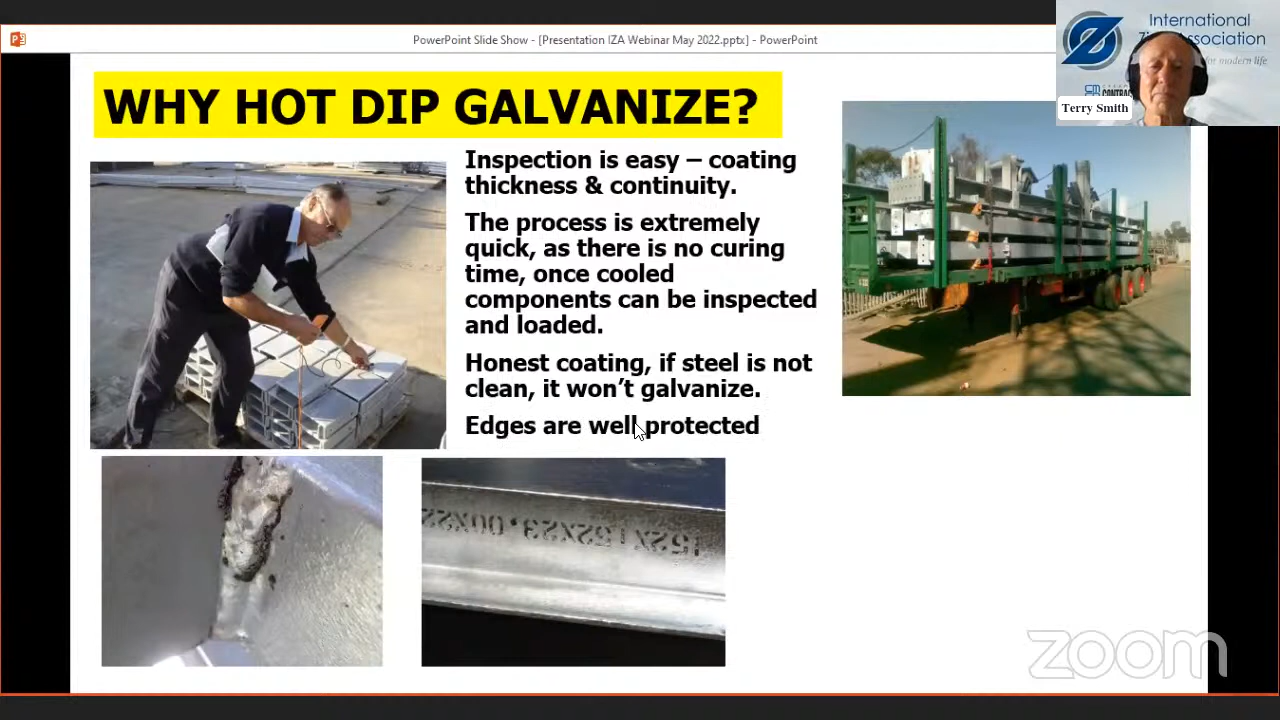 PowerPoint Slide Show - [Presentation IZA Webinar May 2022.pptx] - PowerPoint
International
Association
for modern life
Terry Smith
WHY HOT DIP GALVANIZE?
Inspection is easy – coating
thickness & continuity.
The process is extremely
quick, as there is no curing
time, once cooled
components can be inspected
and loaded.
Honest coating, if steel is not
clean, it won’t galvanize.
Edges are well protected
zoom